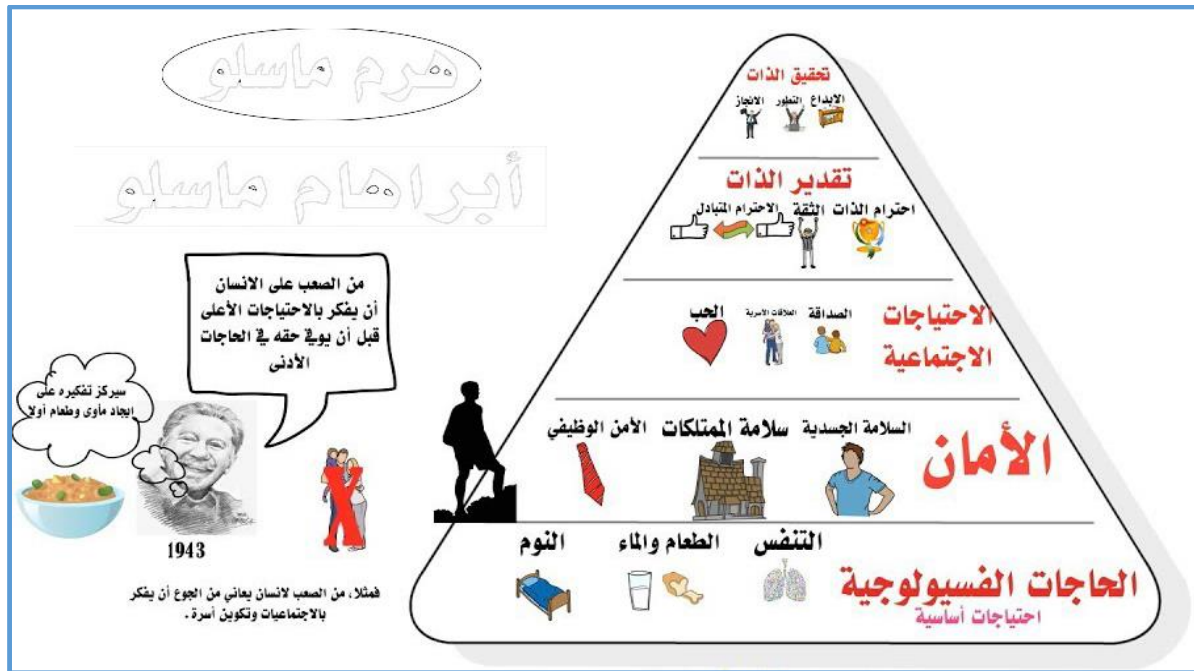 هرم ماسلو
أبراهام ماسلو
من الصعب على الانسان
أن يفكر بالاحتياجات الأعلى
قبل أن يوفي حقه في الحاجات
الأدنى
سيركز تفكيره على
ايجاد مأوى وطعام أولا
1943
فمثلا، من الصعب لانسان يعاني من الجوع أن يفكر
بالاجتماعيات وتكوين أسرة .
تحقيق الذات
الابداع التطور الانجاز
تقدير الذات
احترام الذات الثقة الاحترام المتبادل
الاحتياجات
الاجتماعية
الصداقة العلاقات الأسرية الحب
الأمان
السلامة الجسدية سلامة الممتلكات الأمن الوظيفي
الحاجات الفسيولوجية
احتياجات أساسية
التنفس الطعام والماء النوم
X